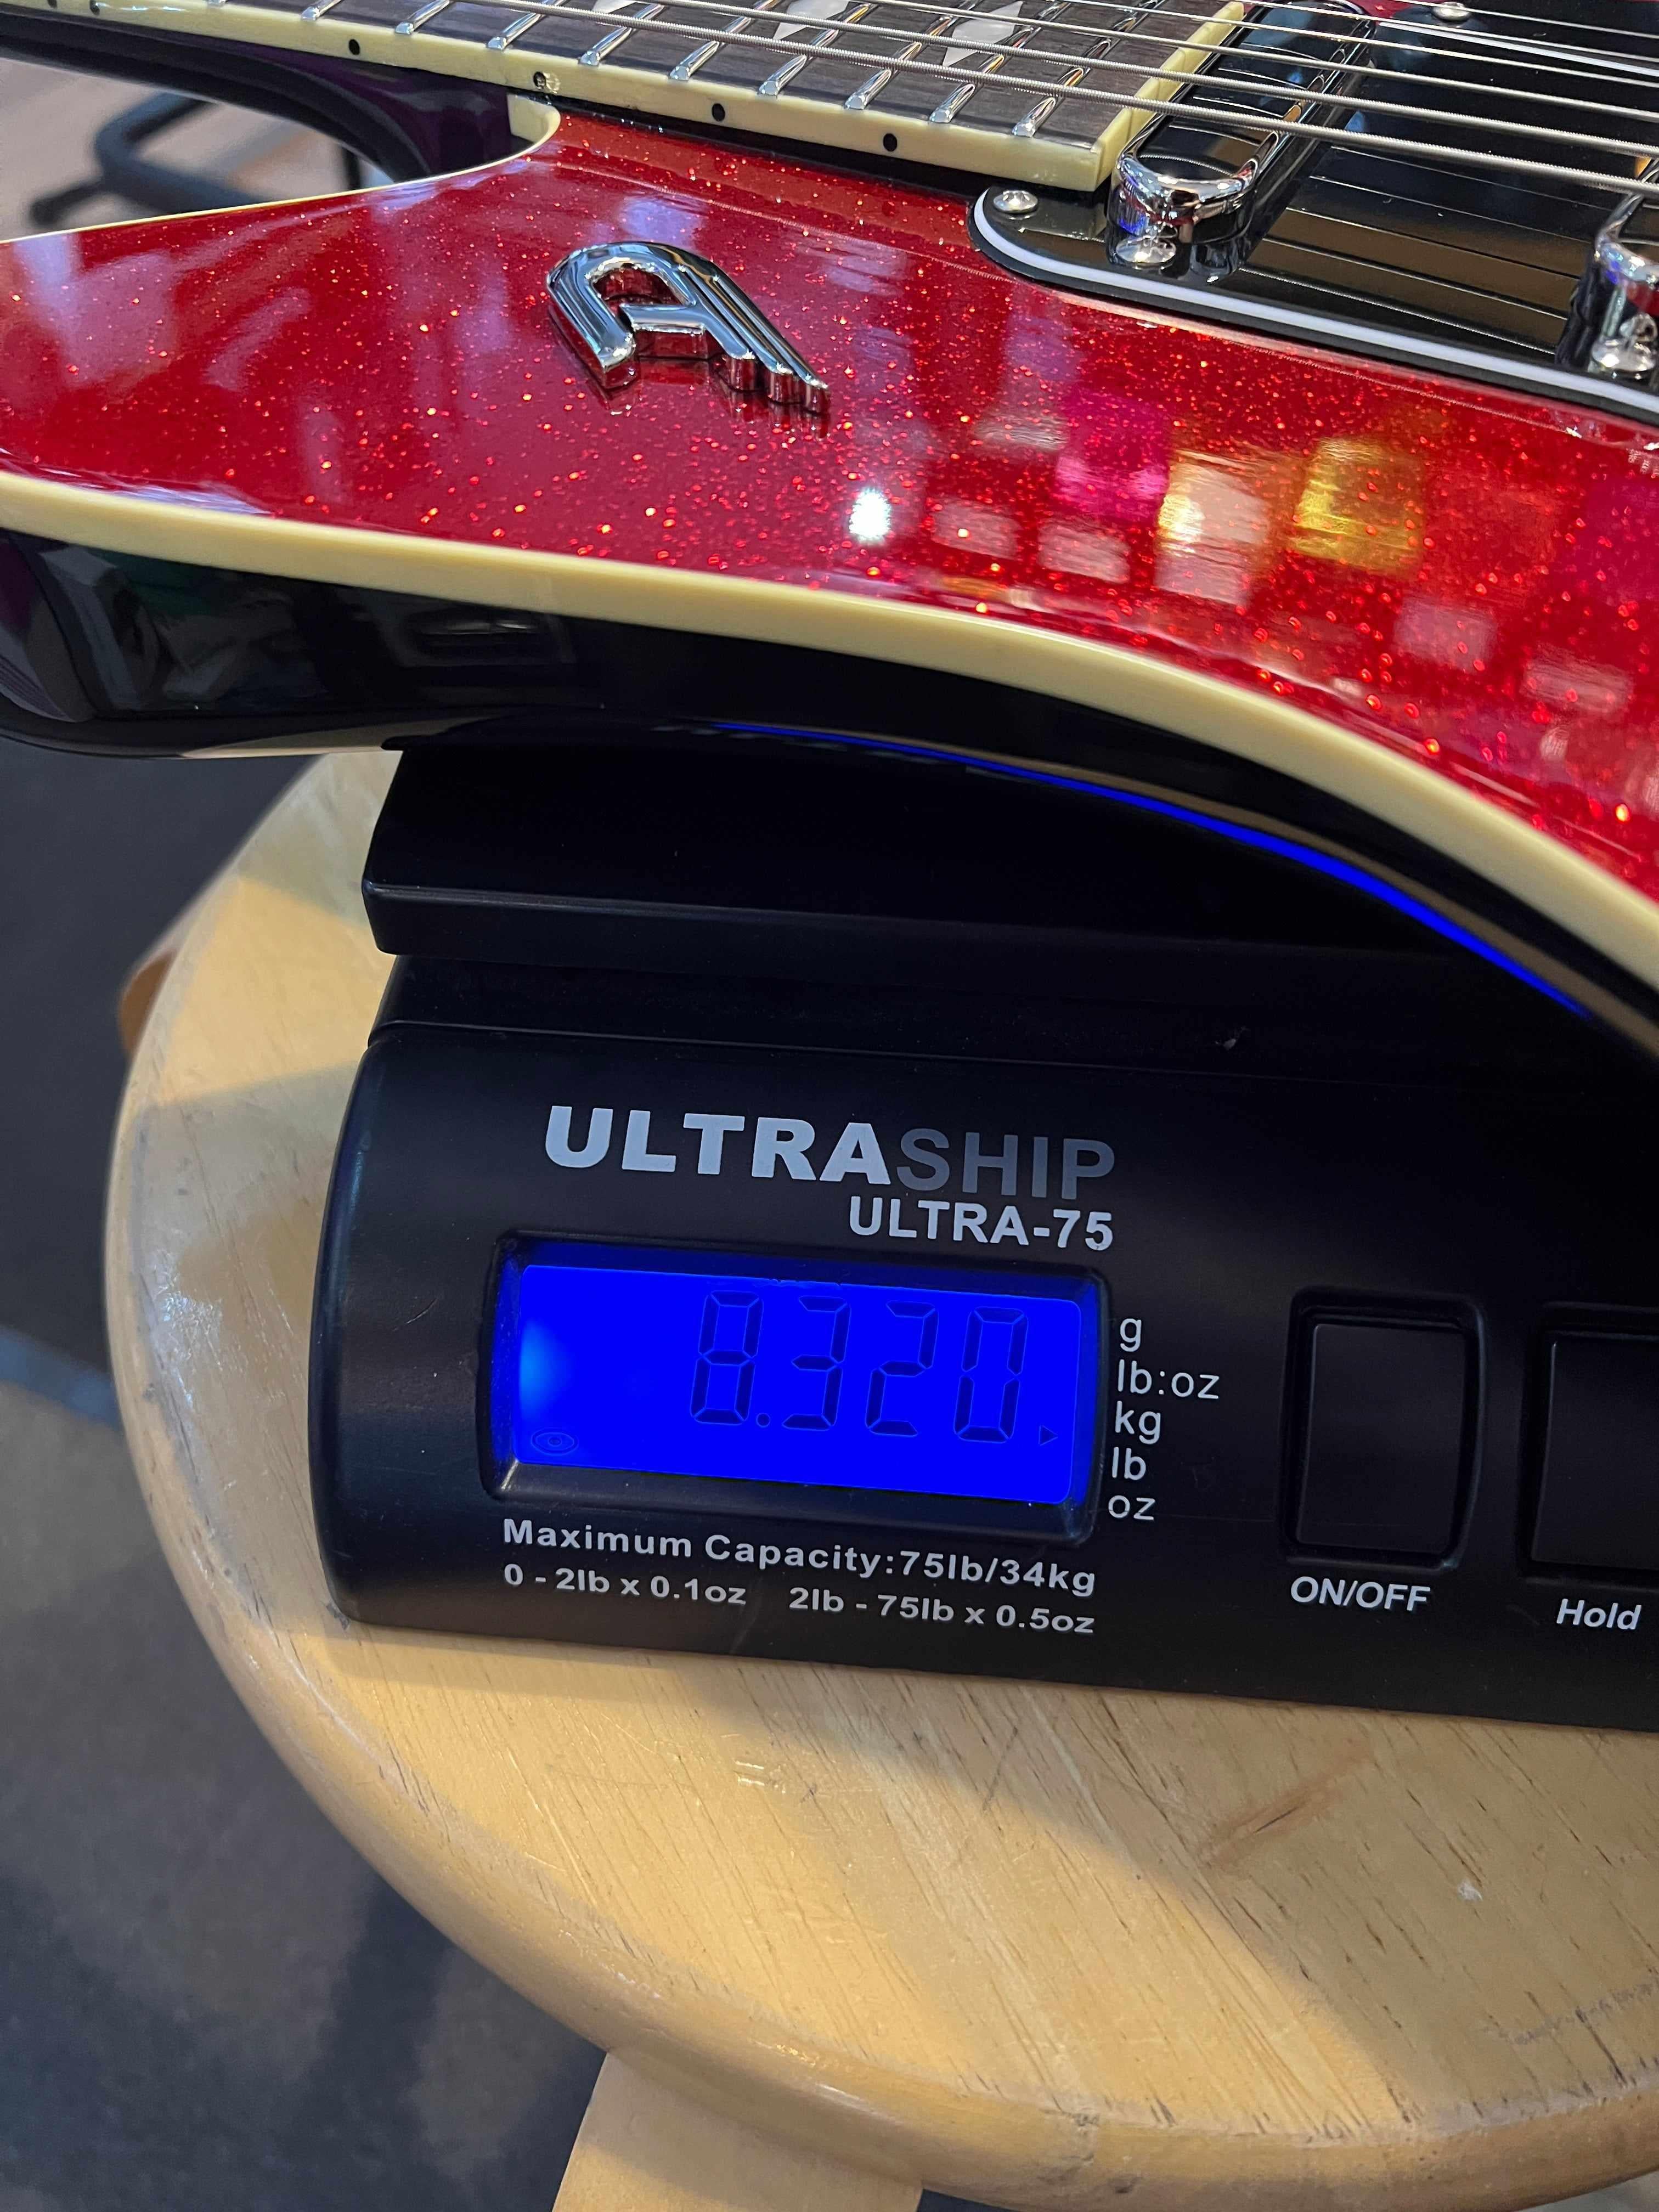 A
ULTRASHIP
ULTRA-75
8.320
g
lb:oz
kg
lb
oz
Maximum Capacity:75lb/34kg
0 - 2lb x 0.1oz 2lb - 75lb x 0.5oz
ON/OFF
Hold